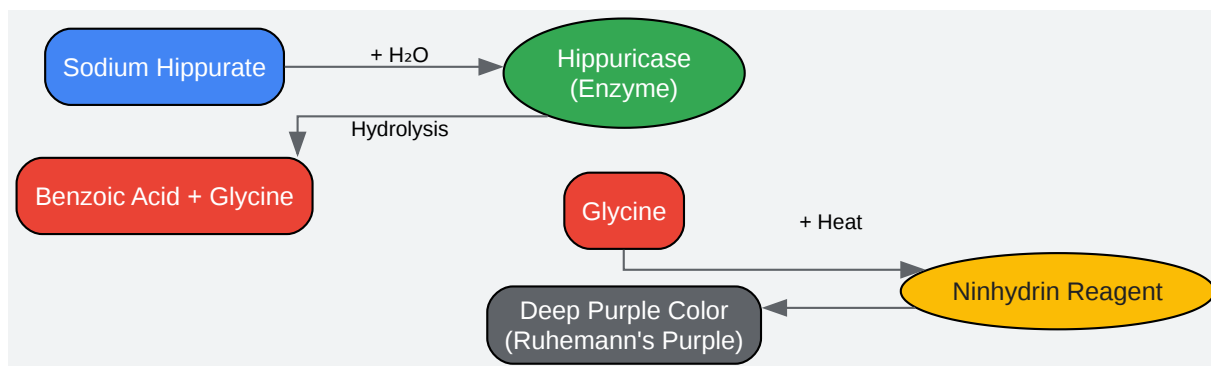 Sodium Hippurate
+ H₂O
Hippuricase
(Enzyme)
Hydrolysis
Benzoic Acid + Glycine
Glycine
+ Heat
Ninhydrin Reagent
Deep Purple Color
(Ruhemann's Purple)